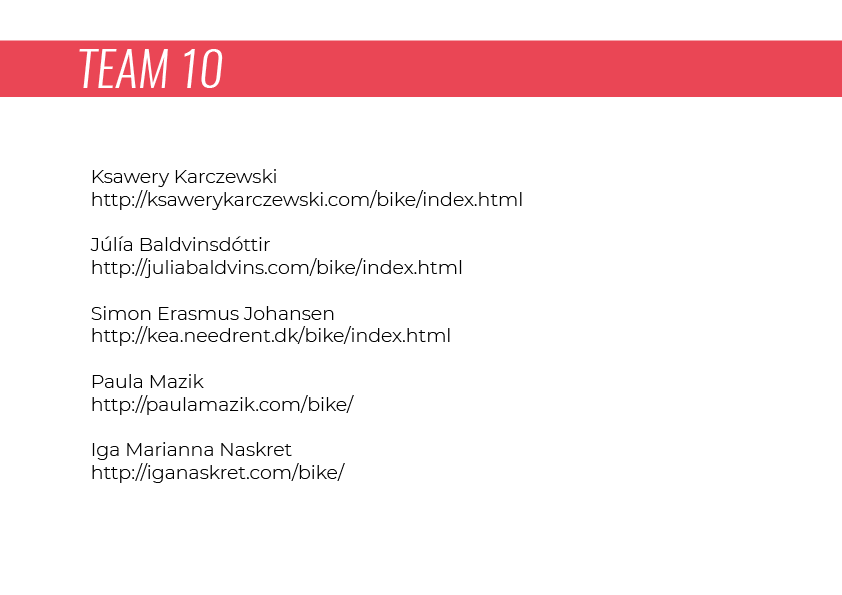 TEAM 10
Ksawery Karczewski
http://ksawerykarczewski.com/bike/index.html
Júlía Baldvinsdóttir
http://juliabaldvins.com/bike/index.html
Simon Erasmus Johansen
http://kea.needrent.dk/bike/index.html
Paula Mazik
http://paulamazik.com/bike/
Iga Marianna Naskret
http://iganaskret.com/bike/